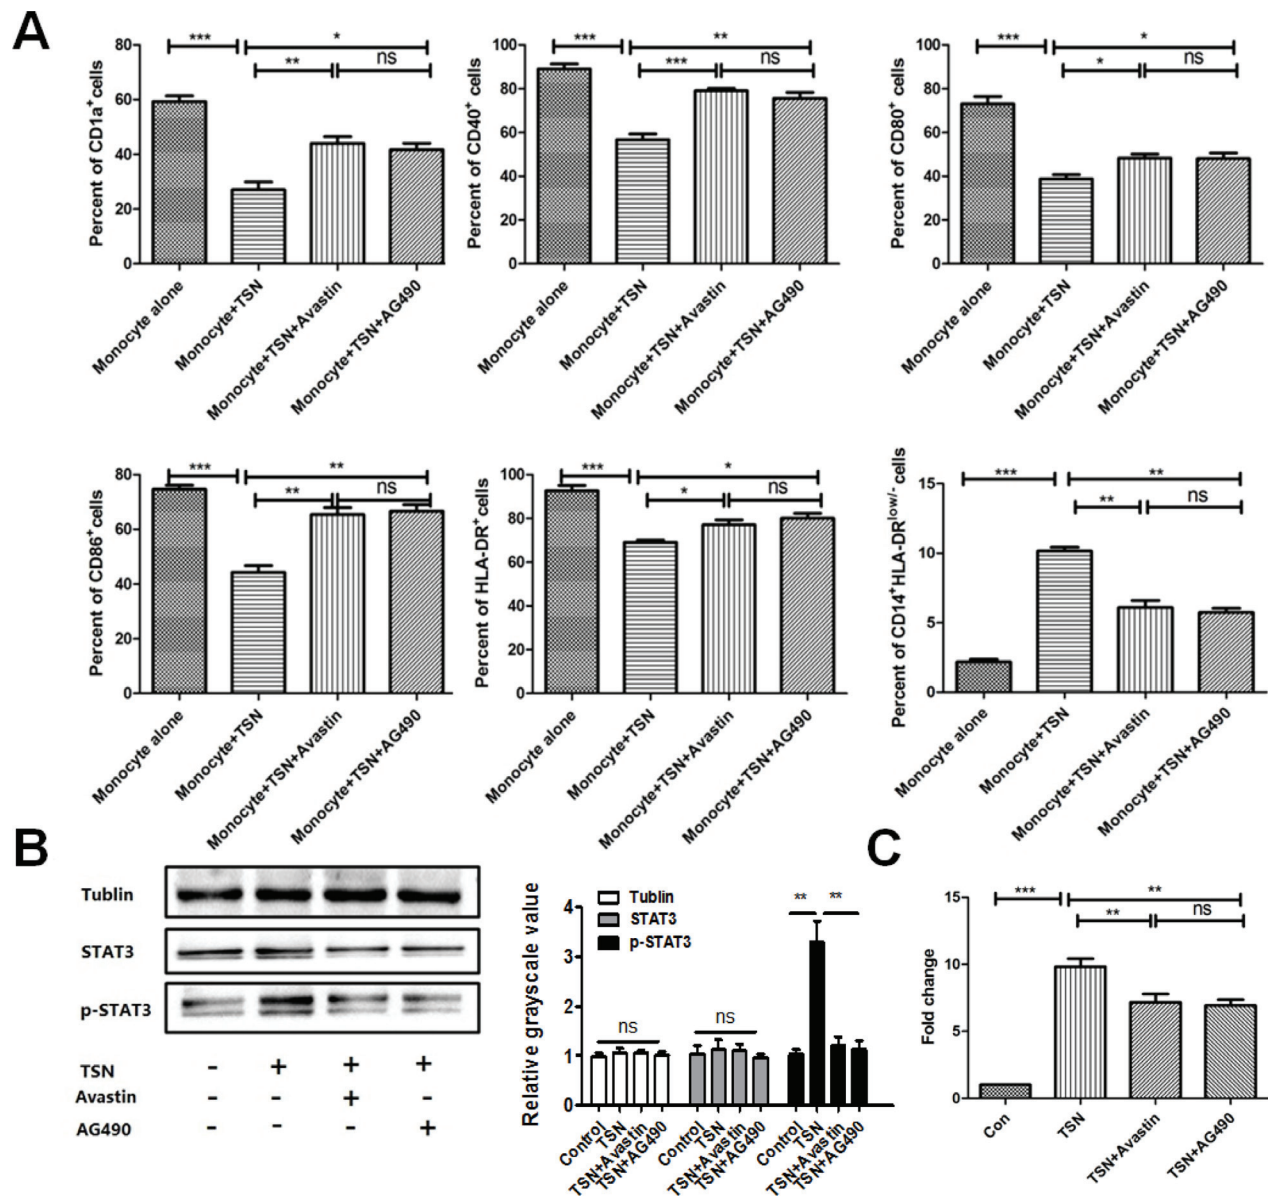 A
Percent of CD1a+cells
80
60
40
20
0
***
*
**
ns
Monocyte alone
Monocyte+TSN
Monocyte+TSN+Avastin
Monocyte+TSN+AG490
Percent of CD40+ cells
100
80
60
40
20
0
***
**
***
ns
Monocyte alone
Monocyte+TSN
Monocyte+TSN+Avastin
Monocyte+TSN+AG490
Percent of CD80+ cells
100
80
60
40
20
0
***
*
*
ns
Monocyte alone
Monocyte+TSN
Monocyte+TSN+Avastin
Monocyte+TSN+AG490
Percent of CD86+cells
80
60
40
20
0
***
**
**
ns
Monocyte alone
Monocyte+TSN
Monocyte+TSN+Avastin
Monocyte+TSN+AG490
Percent of HLA-DR+cells
100
80
60
40
20
0
***
*
*
ns
Monocyte alone
Monocyte+TSN
Monocyte+TSN+Avastin
Monocyte+TSN+AG490
Percent of CD14+HLA-DRlow/-cells
15
10
5
0
***
**
**
ns
Monocyte alone
Monocyte+TSN
Monocyte+TSN+Avastin
Monocyte+TSN+AG490
B
Tublin
STAT3
p-STAT3
TSN - + + +
Avastin - - + -
AG490 - - - +
Relative grayscale value
4
3
2
1
0
Tublin
STAT3
p-STAT3
ns
ns
**
**
Control
TSN
TSN+Avastin
TSN+AG490
Control
TSN
TSN+Avastin
TSN+AG490
Control
TSN
TSN+Avastin
TSN+AG490
C
Fold change
15
10
5
0
***
**
**
ns
Con
TSN
TSN+Avastin
TSN+AG490